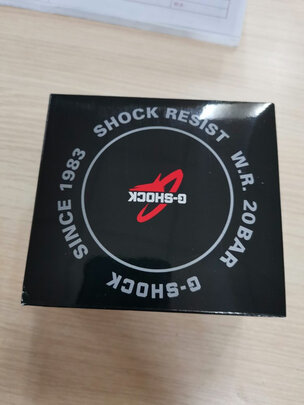 SHOCK RESIST
W.R. 20BAR
G-SHOCK
SINCE 1983
G-SHOCK